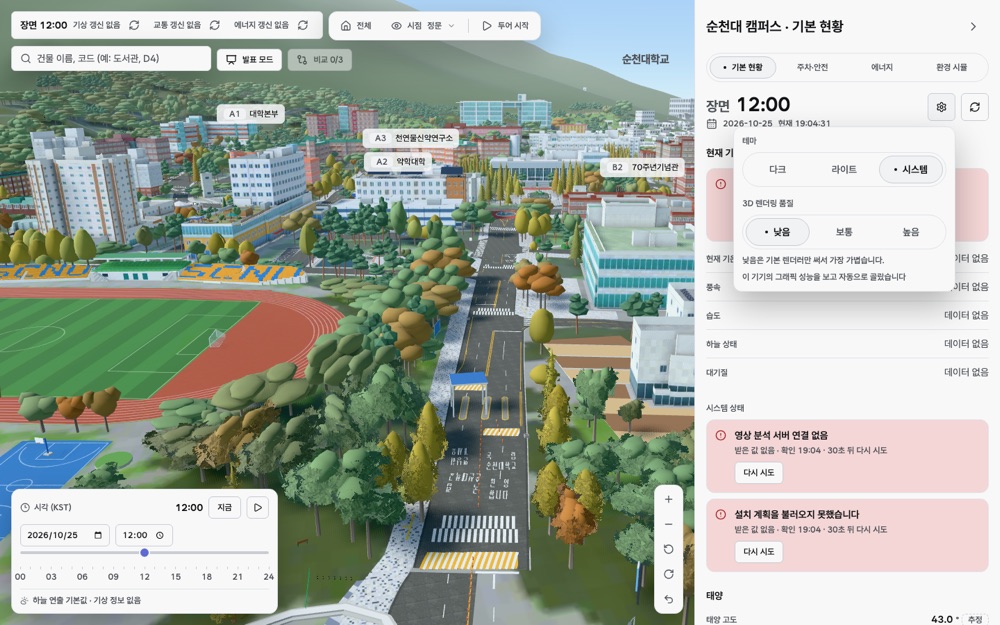 장면 12:00 기상 갱신 없음 교통 갱신 없음 에너지 갱신 없음
전체 시점 정문 투어 시작
건물 이름, 코드 (예: 도서관, D4)
발표 모드
비교 0/3
순천대학교
A1 대학본부
A3 천연물신약연구소
A2 약학대학
B2 70주년기념관
SCNU
SCNU
시각 (KST) 12:00 지금
2026/10/25 12:00
00 03 06 09 12 15 18 21 24
하늘 연출 기본값 · 기상 정보 없음
순천대 캠퍼스 · 기본 현황
기본 현황 주차·안전 에너지 환경 시뮬
장면 12:00
2026-10-25 현재 19:04:31
테마
다크 라이트 시스템
3D 렌더링 품질
낮음 보통 높음
낮음은 기본 렌더러만 써서 가장 가볍습니다.
이 기기의 그래픽 성능을 보고 자동으로 골랐습니다
풍속
습도 데이터 없음
하늘 상태 데이터 없음
대기질 데이터 없음
시스템 상태
영상 분석 서버 연결 없음
받은 값 없음 · 확인 19:04 · 30초 뒤 다시 시도
다시 시도
설치 계획을 불러오지 못했습니다
받은 값 없음 · 확인 19:04 · 30초 뒤 다시 시도
다시 시도
태양
태양 고도 43.0 ° 추정